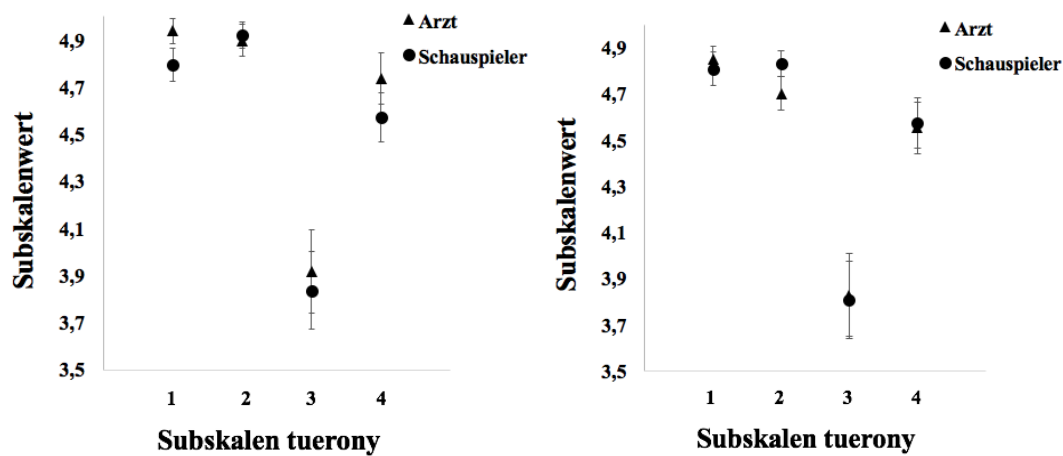 Subskalenwert
4,9
4,7
4,5
4,3
4,1
3,9
3,7
3,5
1 2 3 4
Subskalen tuerony
Arzt
Schauspieler
Subskalenwert
4,9
4,7
4,5
4,3
4,1
3,9
3,7
3,5
1 2 3 4
Subskalen tuerony
Arzt
Schauspieler